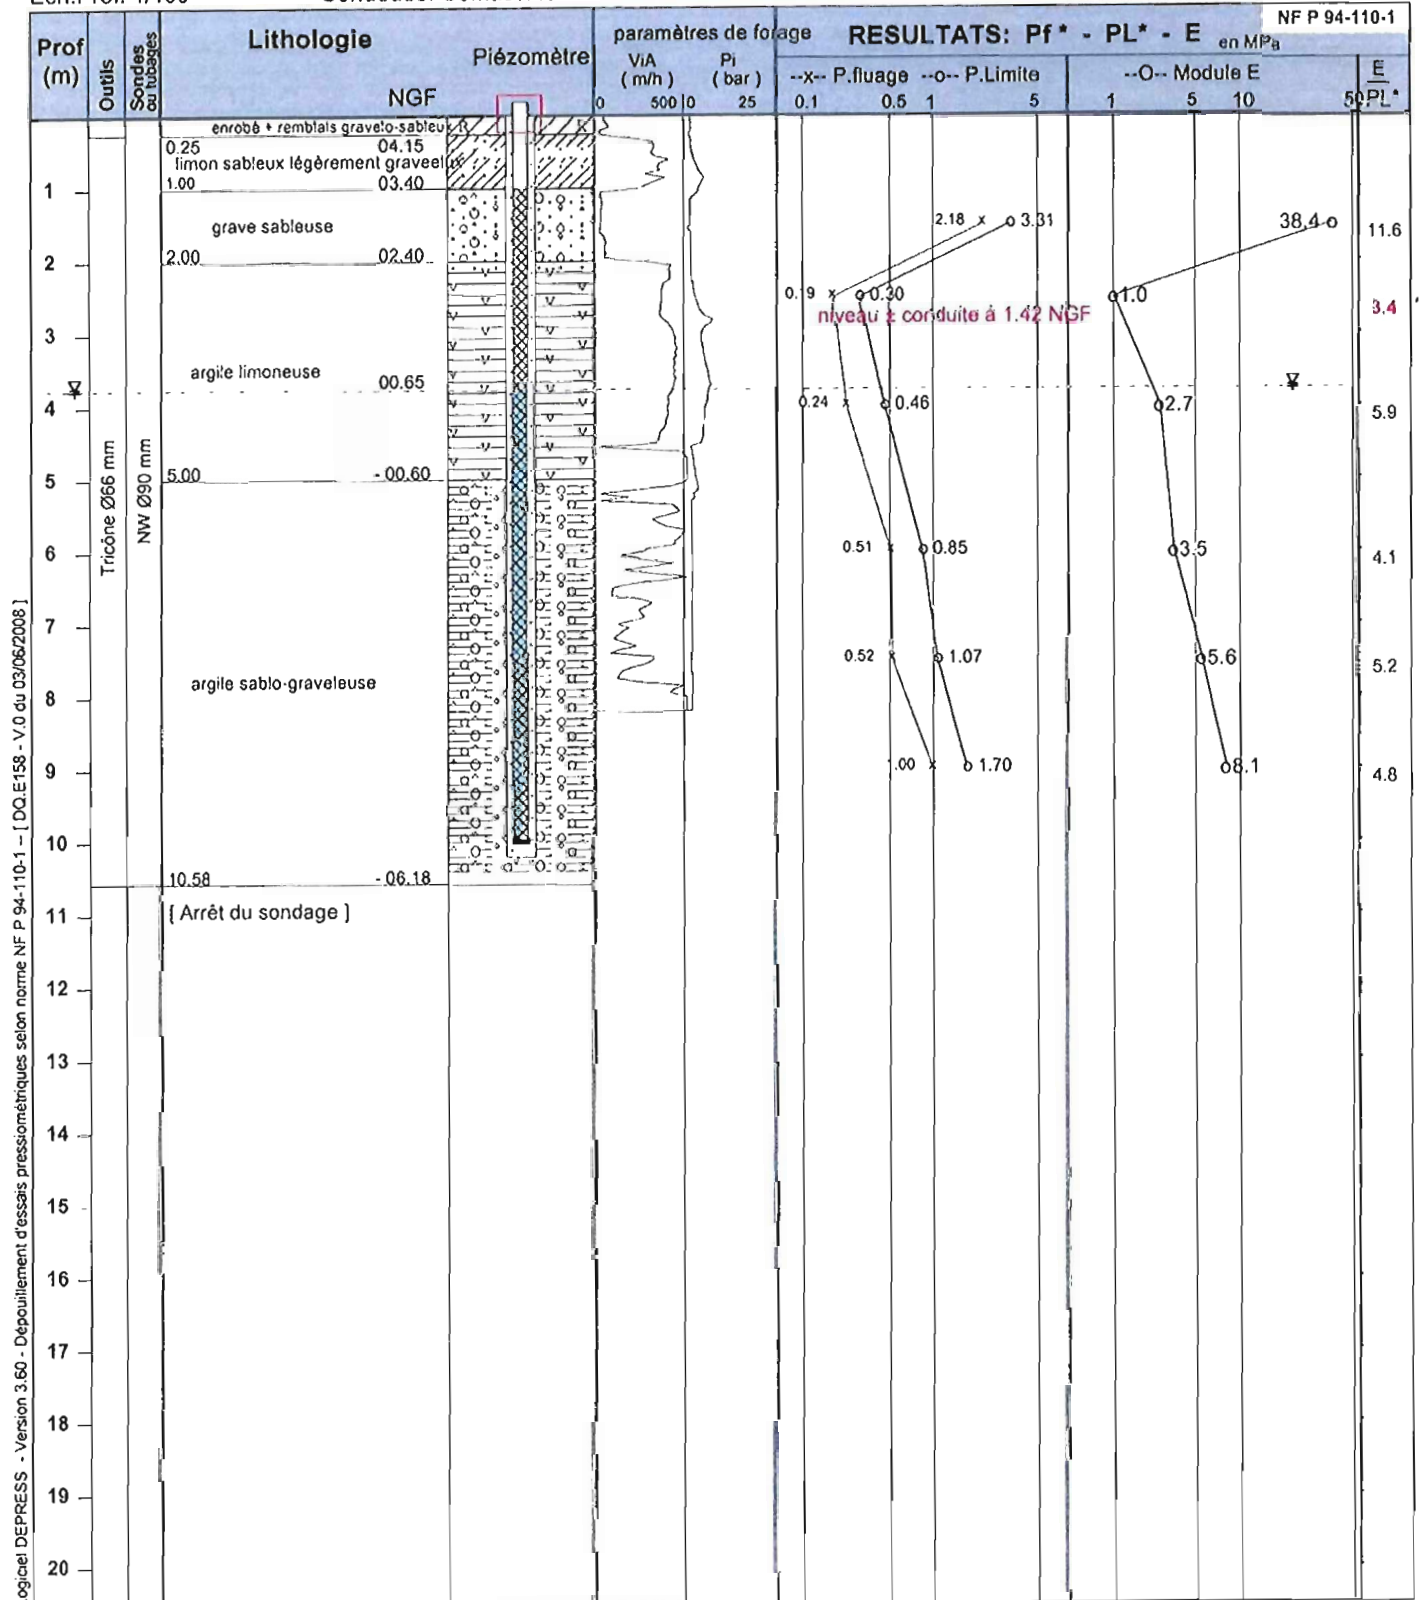 NF P 94-110-1
Prof
(m)
Outils
Sondes
ou tubages
Lithologie
NGF
Piézomètre
paramètres de forage
ViA
( m/h )
Pi
( bar )
0 500 0 25
RESULTATS: Pf* - PL* - E en MPa
--x-- P.fluage --o-- P.Limite
--O-- Module E
E
PL*
0.1 0.5 1 5
1 5 10 50
enrobé + remblais gravelo-sableu
R R
0.25 04.15
limon sableux légèrement graveleux
1.00 03.40
1
grave sableuse
2.18 x o 3.31
38.4 o
11.6
2.00 02.40
2
0.19 x o 0.30
1.0
3.4
niveau ± conduite à 1.42 NGF
3
argile limoneuse
00.65
4
0.24 0.46
2.7
5.9
5.00 - 00.60
5
Tricône Ø66 mm
NW Ø90 mm
6
0.51 0.85
3.5
4.1
7
0.52 1.07
5.6
5.2
argile sablo-graveleuse
8
9
1.00 1.70
8.1
4.8
10
10.58 - 06.18
[ Arrêt du sondage ]
11
12
13
14
15
16
17
18
19
20
ogiciel DEPRESS - Version 3.60 - Dépouillement d'essais pressiométriques selon norme NF P 94-110-1 -- [ DQ.E158 - V.0 du 03/06/2008 ]